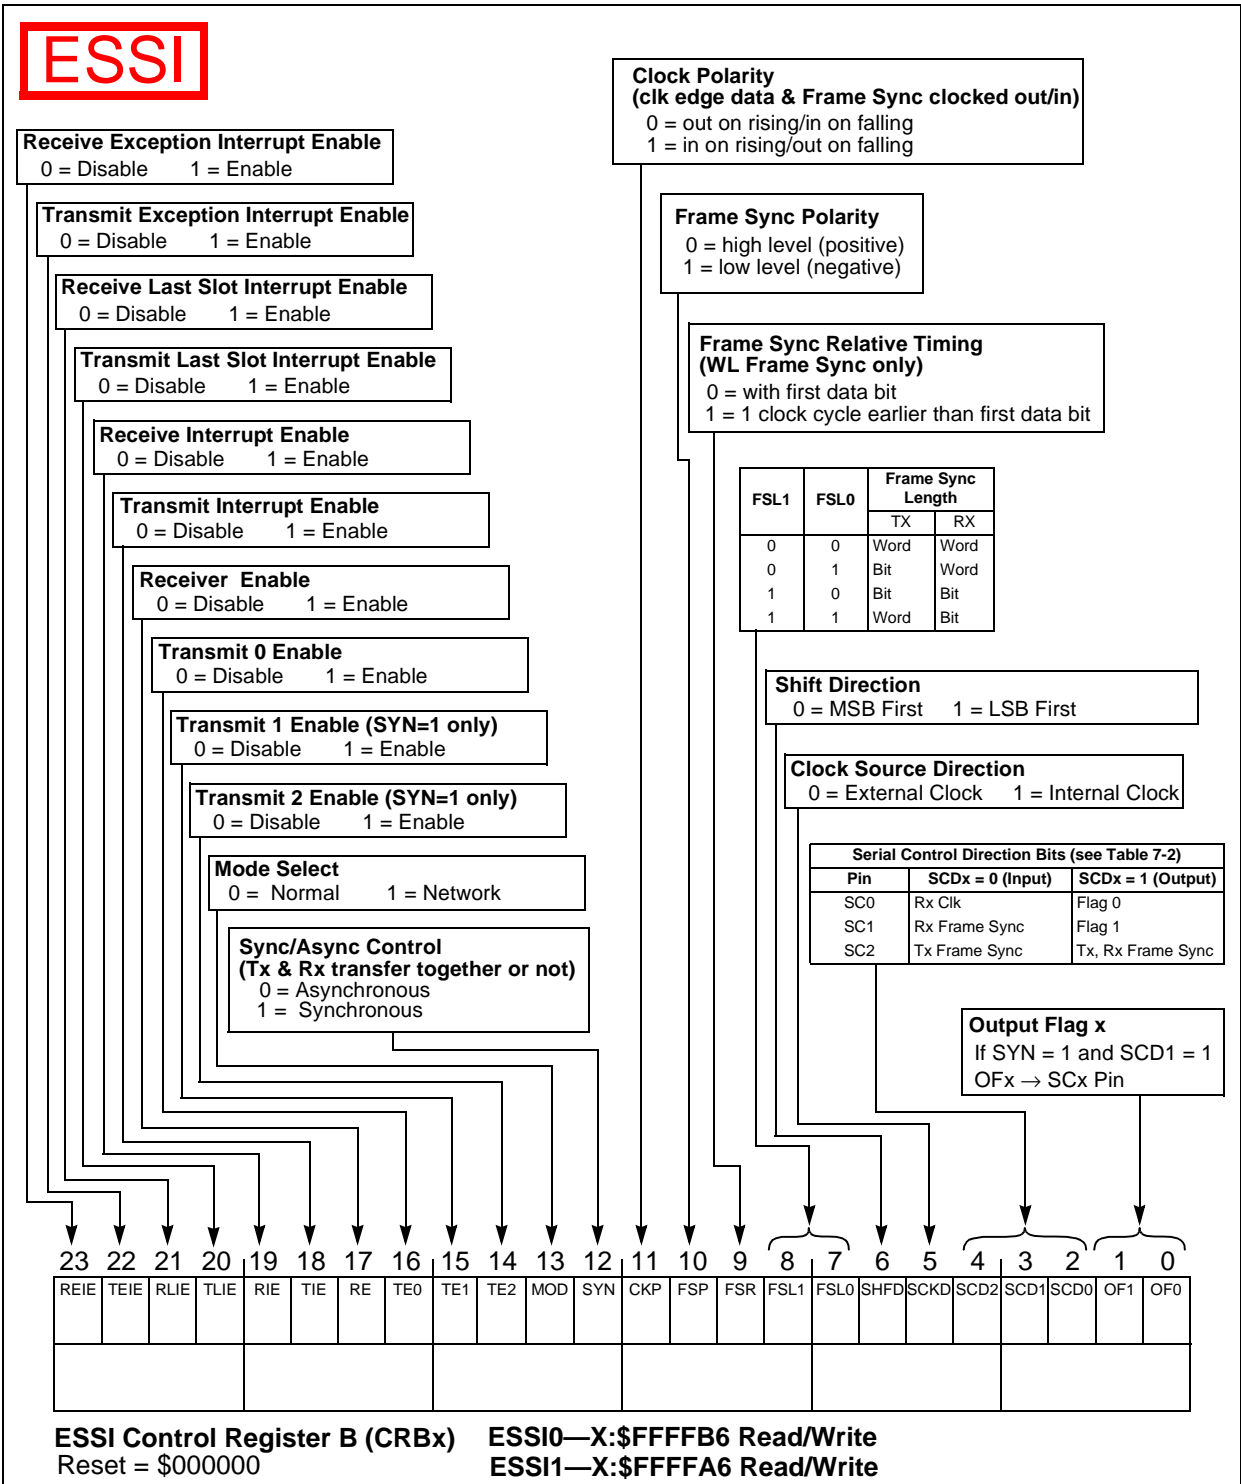 ESSI
Clock Polarity
(clk edge data & Frame Sync clocked out/in)
0 = out on rising/in on falling
1 = in on rising/out on falling
Receive Exception Interrupt Enable
0 = Disable 1 = Enable
Transmit Exception Interrupt Enable
0 = Disable 1 = Enable
Receive Last Slot Interrupt Enable
0 = Disable 1 = Enable
Transmit Last Slot Interrupt Enable
0 = Disable 1 = Enable
Receive Interrupt Enable
0 = Disable 1 = Enable
Transmit Interrupt Enable
0 = Disable 1 = Enable
Receiver Enable
0 = Disable 1 = Enable
Transmit 0 Enable
0 = Disable 1 = Enable
Transmit 1 Enable (SYN=1 only)
0 = Disable 1 = Enable
Transmit 2 Enable (SYN=1 only)
0 = Disable 1 = Enable
Mode Select
0 = Normal 1 = Network
Sync/Async Control
(Tx & Rx transfer together or not)
0 = Asynchronous
1 = Synchronous
Frame Sync Polarity
0 = high level (positive)
1 = low level (negative)
Frame Sync Relative Timing
(WL Frame Sync only)
0 = with first data bit
1 = 1 clock cycle earlier than first data bit
FSL1 FSL0 Frame Sync Length
TX RX
0 0 Word Word
0 1 Bit Word
1 0 Bit Bit
1 1 Word Bit
Shift Direction
0 = MSB First 1 = LSB First
Clock Source Direction
0 = External Clock 1 = Internal Clock
Serial Control Direction Bits (see Table 7-2)
Pin SCDx = 0 (Input) SCDx = 1 (Output)
SC0 Rx Clk Flag 0
SC1 Rx Frame Sync Flag 1
SC2 Tx Frame Sync Tx, Rx Frame Sync
Output Flag x
If SYN = 1 and SCD1 = 1
OFx → SCx Pin
23 22 21 20 19 18 17 16 15 14 13 12 11 10 9 8 7 6 5 4 3 2 1 0
REIE TEIE RLIE TLIE RIE TIE RE TE0 TE1 TE2 MOD SYN CKP FSP FSR FSL1 FSL0 SHFD SCKD SCD2 SCD1 SCD0 OF1 OF0
ESSI Control Register B (CRBx) ESSI0—X:$FFFFB6 Read/Write
Reset = $000000 ESSI1—X:$FFFFA6 Read/Write